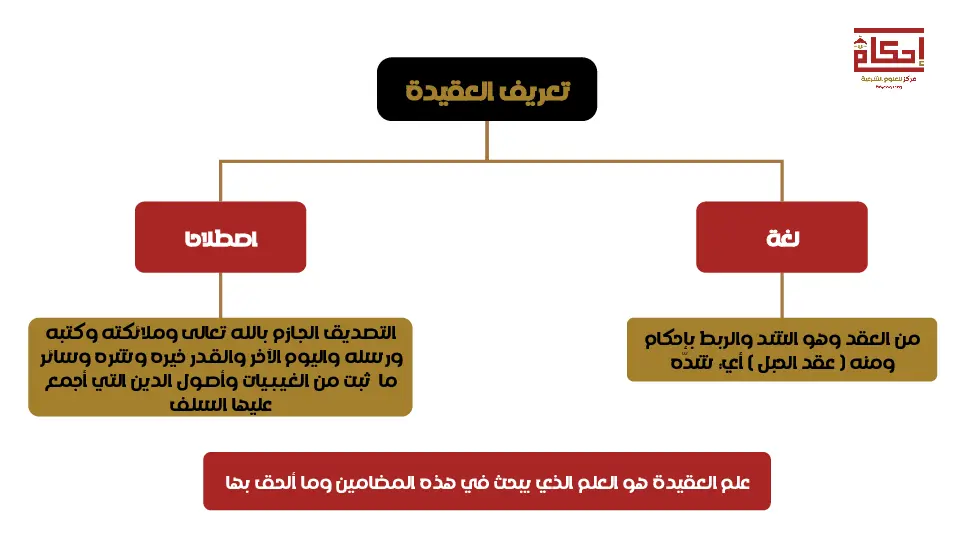 إحكام
مركز للعلوم الشرعية
تعريف العقيدة
لغة
اصطلاحا
من العقد وهو الشد والربط بإحكام
ومنه ( عقد الحبل ) أي: شدّه
التصديق الجازم بالله تعالى وملائكته وكتبه
ورسله واليوم الآخر والقدر خيره وشره وسائر
ما ثبت من الغيبيات وأصول الدين التي أجمع
عليها السلف
علم العقيدة هو العلم الذي يبحث في هذه المضامين وما ألحق بها